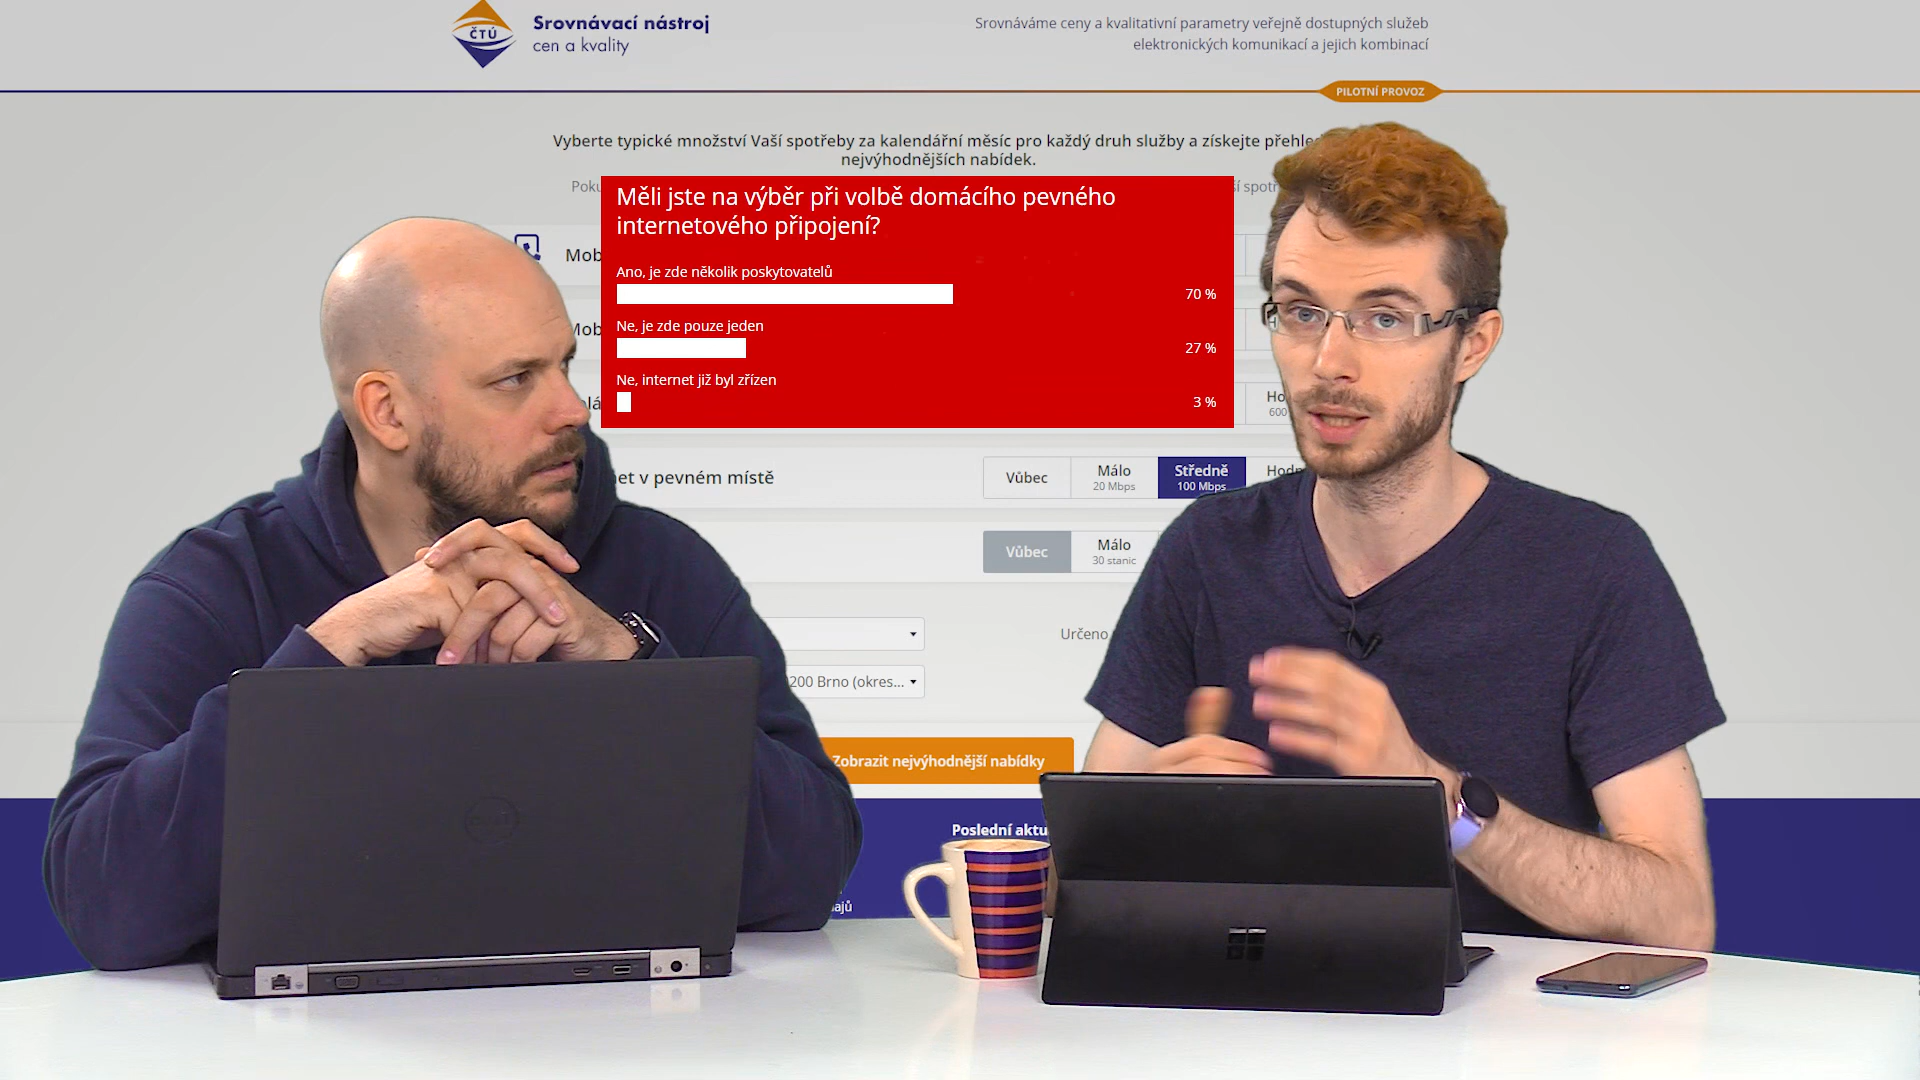 ČTÚ
Srovnávací nástroj
cen a kvality
Srovnáváme ceny a kvalitativní parametry veřejně dostupných služeb
elektronických komunikací a jejich kombinací
PILOTNÍ PROVOZ
Vyberte typické množství Vaší spotřeby za kalendářní měsíc pro každý druh služby a získejte
nejvýhodnějších nabídek.
Měli jste na výběr při volbě domácího pevného
internetového připojení?
Ano, je zde několik poskytovatelů
70 %
Ne, je zde pouze jeden
27 %
Ne, internet již byl zřízen
3 %
600
v pevném místě
Vůbec
Málo
20 Mbps
Středně
100 Mbps
Vůbec
Málo
30 stanic
Určeno
200 Brno (okres...
Zobrazit nejvýhodnější nabídky
Poslední